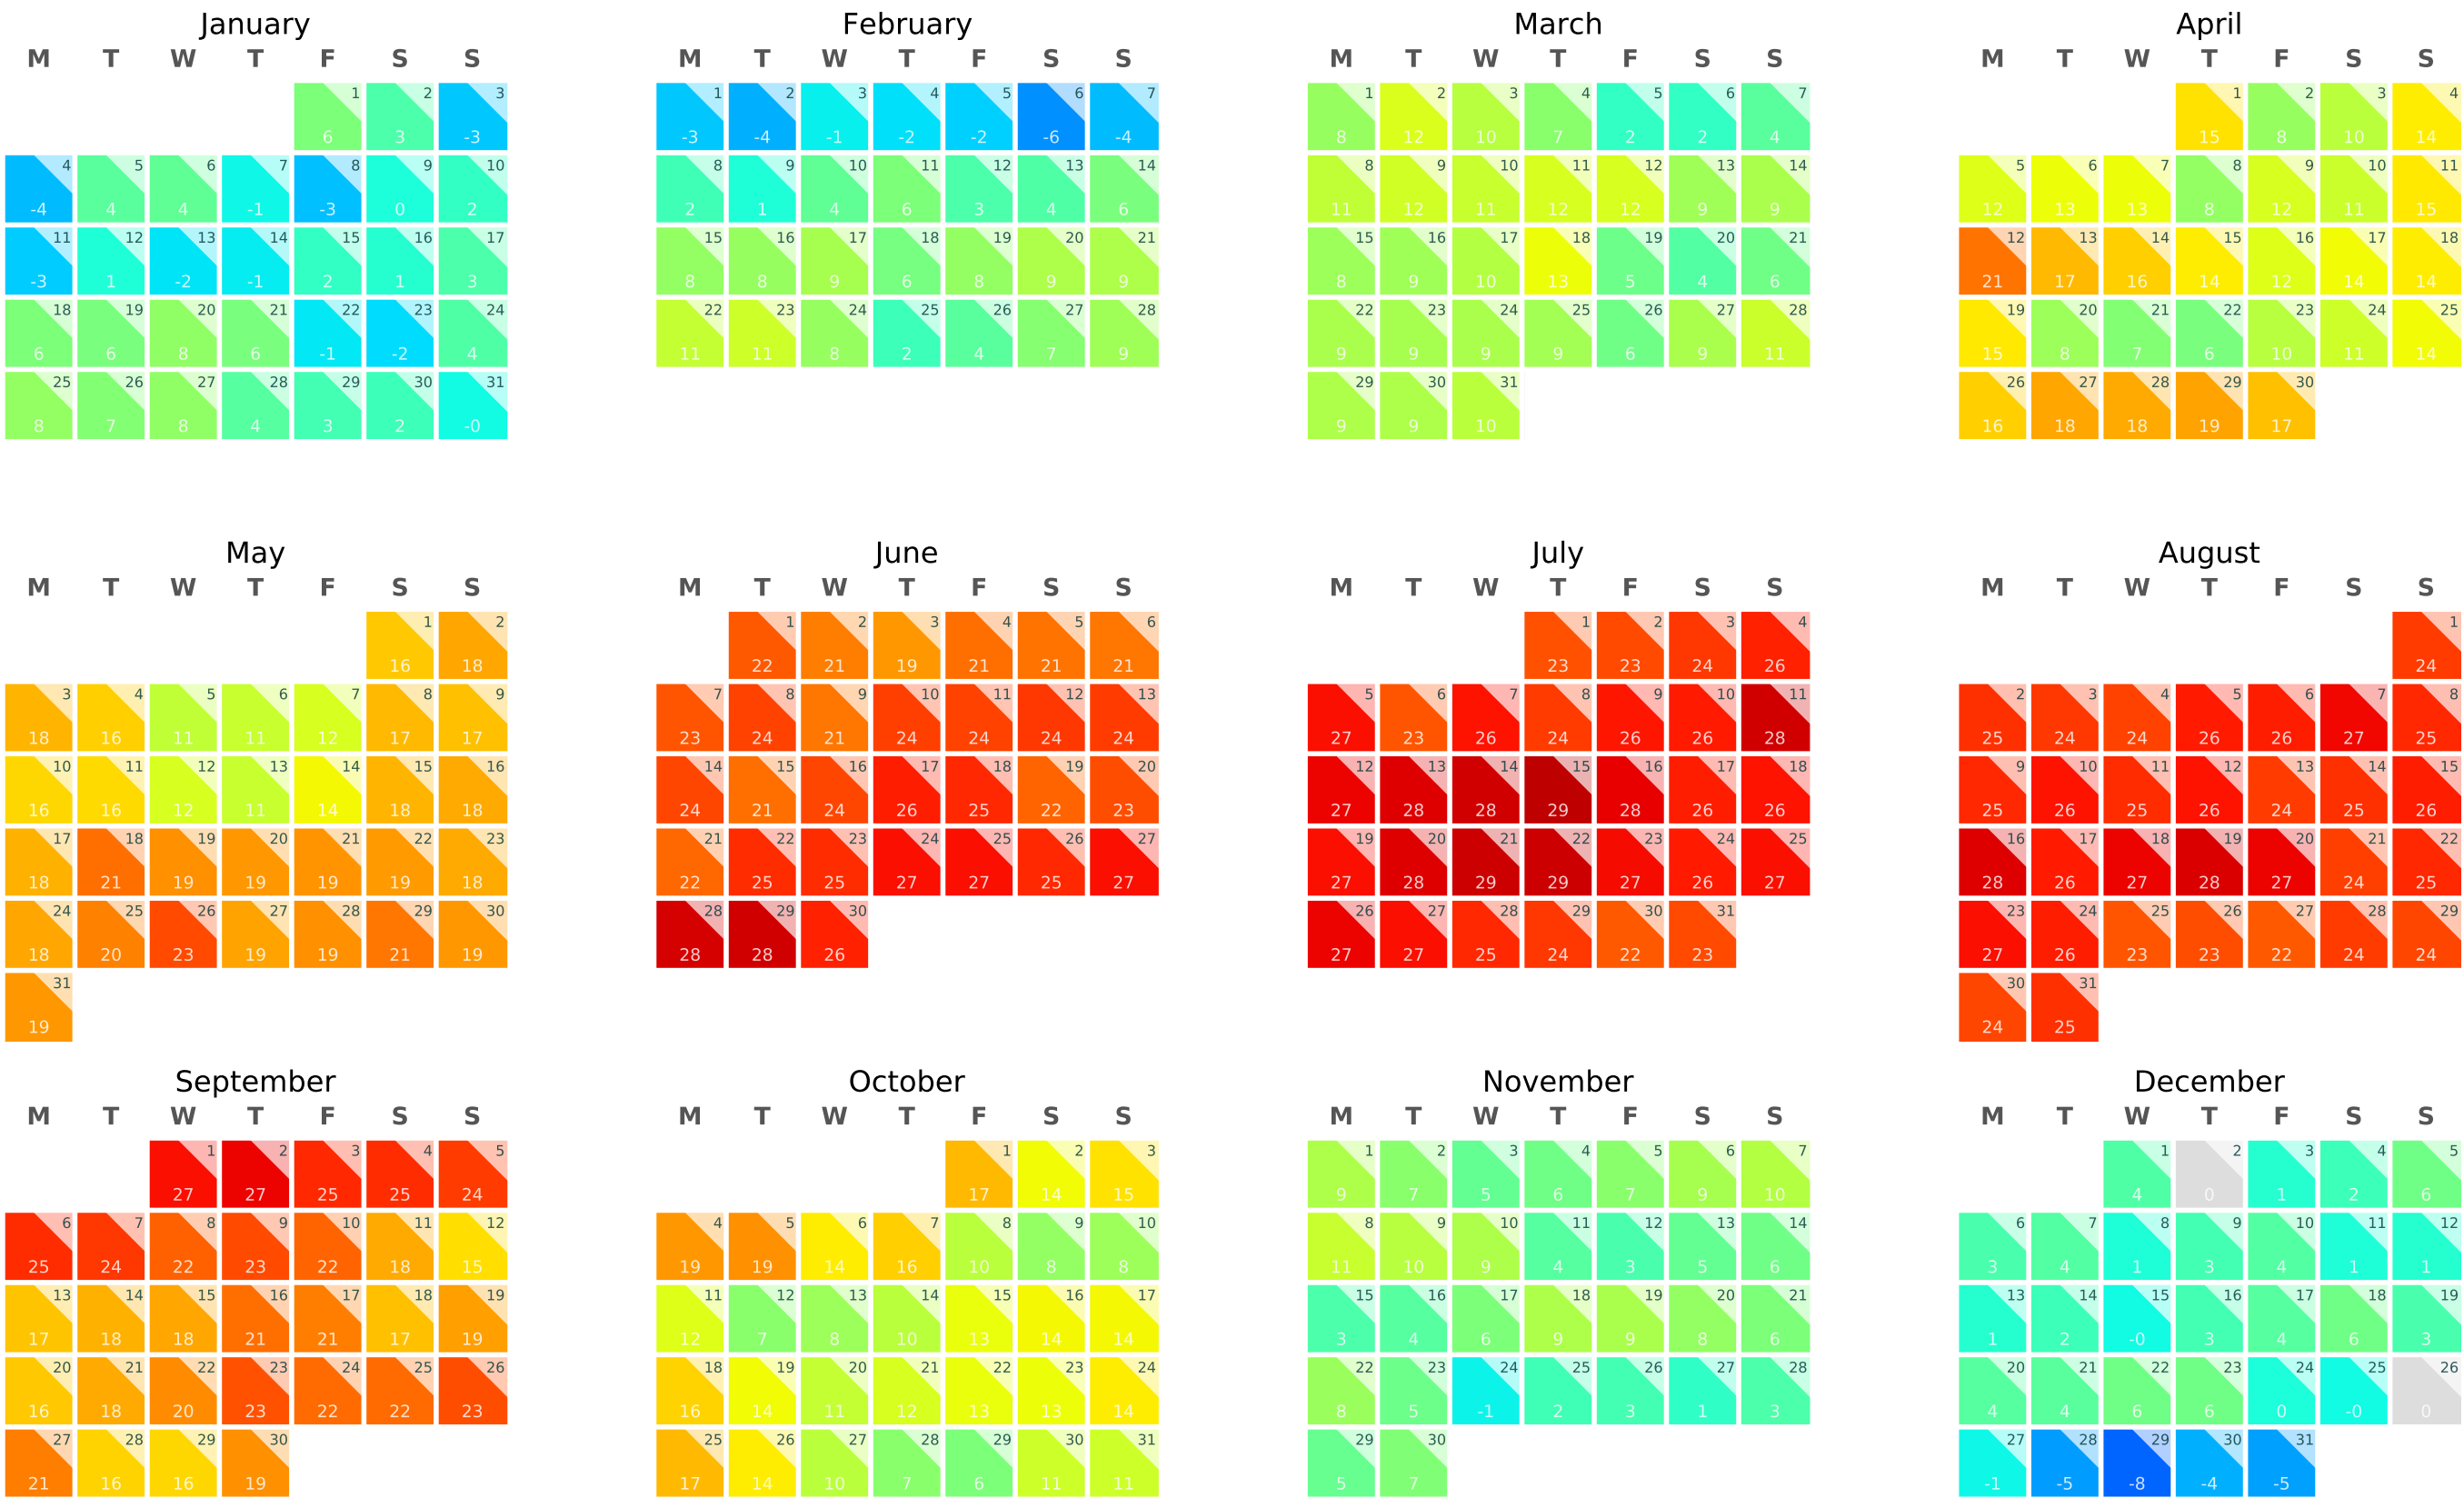 January February March April
M T W T F S S M T W T F S S M T W T F S S M T W T F S S
1 2 3 1 2 3 4 5 6 7 1 2 3 4 5 6 7 1 2 3 4
6 3 -3 -3 -4 -1 -2 -2 -6 -4 8 12 10 7 2 2 4 15 8 10 14
4 5 6 7 8 9 10 8 9 10 11 12 13 14 8 9 10 11 12 13 14 5 6 7 8 9 10 11
-4 4 4 -1 -3 0 2 2 1 4 6 3 4 6 11 12 11 12 12 9 9 12 13 13 8 12 11 15
11 12 13 14 15 16 17 15 16 17 18 19 20 21 15 16 17 18 19 20 21 12 13 14 15 16 17 18
-3 1 -2 -1 2 1 3 8 8 9 6 8 9 9 8 9 10 13 5 4 6 21 17 16 14 12 14 14
18 19 20 21 22 23 24 22 23 24 25 26 27 28 22 23 24 25 26 27 28 19 20 21 22 23 24 25
6 6 8 6 -1 -2 4 11 11 8 2 4 7 9 9 9 9 9 6 9 11 15 8 7 6 10 11 14
25 26 27 28 29 30 31 29 30 31 26 27 28 29 30
8 7 8 4 3 2 -0 9 9 10 16 18 18 19 17
May June July August
M T W T F S S M T W T F S S M T W T F S S M T W T F S S
1 2 1 2 3 4 5 6 1 2 3 4 1
16 18 22 21 19 21 21 21 23 23 24 26 24
3 4 5 6 7 8 9 7 8 9 10 11 12 13 5 6 7 8 9 10 11 2 3 4 5 6 7 8
18 16 11 11 12 17 17 23 24 21 24 24 24 24 27 23 26 24 26 26 28 25 24 24 26 26 27 25
10 11 12 13 14 15 16 14 15 16 17 18 19 20 12 13 14 15 16 17 18 9 10 11 12 13 14 15
16 16 12 11 14 18 18 24 21 24 26 25 22 23 27 28 28 29 28 26 26 25 26 25 26 24 25 26
17 18 19 20 21 22 23 21 22 23 24 25 26 27 19 20 21 22 23 24 25 16 17 18 19 20 21 22
18 21 19 19 19 19 18 22 25 25 27 27 25 27 27 28 29 29 27 26 27 28 26 27 28 27 24 25
24 25 26 27 28 29 30 28 29 30 26 27 28 29 30 31 23 24 25 26 27 28 29
18 20 23 19 19 21 19 28 28 26 27 27 25 24 22 23 27 26 23 23 22 24 24
31 30 31
19 24 25
September October November December
M T W T F S S M T W T F S S M T W T F S S M T W T F S S
1 2 3 4 5 1 2 3 1 2 3 4 5 6 7 1 2 3 4 5
27 27 25 25 24 17 14 15 9 7 5 6 7 9 10 4 0 1 2 6
6 7 8 9 10 11 12 4 5 6 7 8 9 10 8 9 10 11 12 13 14 6 7 8 9 10 11 12
25 24 22 23 22 18 15 19 19 14 16 10 8 8 11 10 9 4 3 5 6 3 4 1 3 4 1 1
13 14 15 16 17 18 19 11 12 13 14 15 16 17 15 16 17 18 19 20 21 13 14 15 16 17 18 19
17 18 18 21 21 17 19 12 7 8 10 13 14 14 3 4 6 9 9 8 6 1 2 -0 3 4 6 3
20 21 22 23 24 25 26 18 19 20 21 22 23 24 22 23 24 25 26 27 28 20 21 22 23 24 25 26
16 18 20 23 22 22 23 16 14 11 12 13 13 14 8 5 -1 2 3 1 3 4 4 6 6 0 -0 0
27 28 29 30 25 26 27 28 29 30 31 29 30 27 28 29 30 31
21 16 16 19 17 14 10 7 6 11 11 5 7 -1 -5 -8 -4 -5